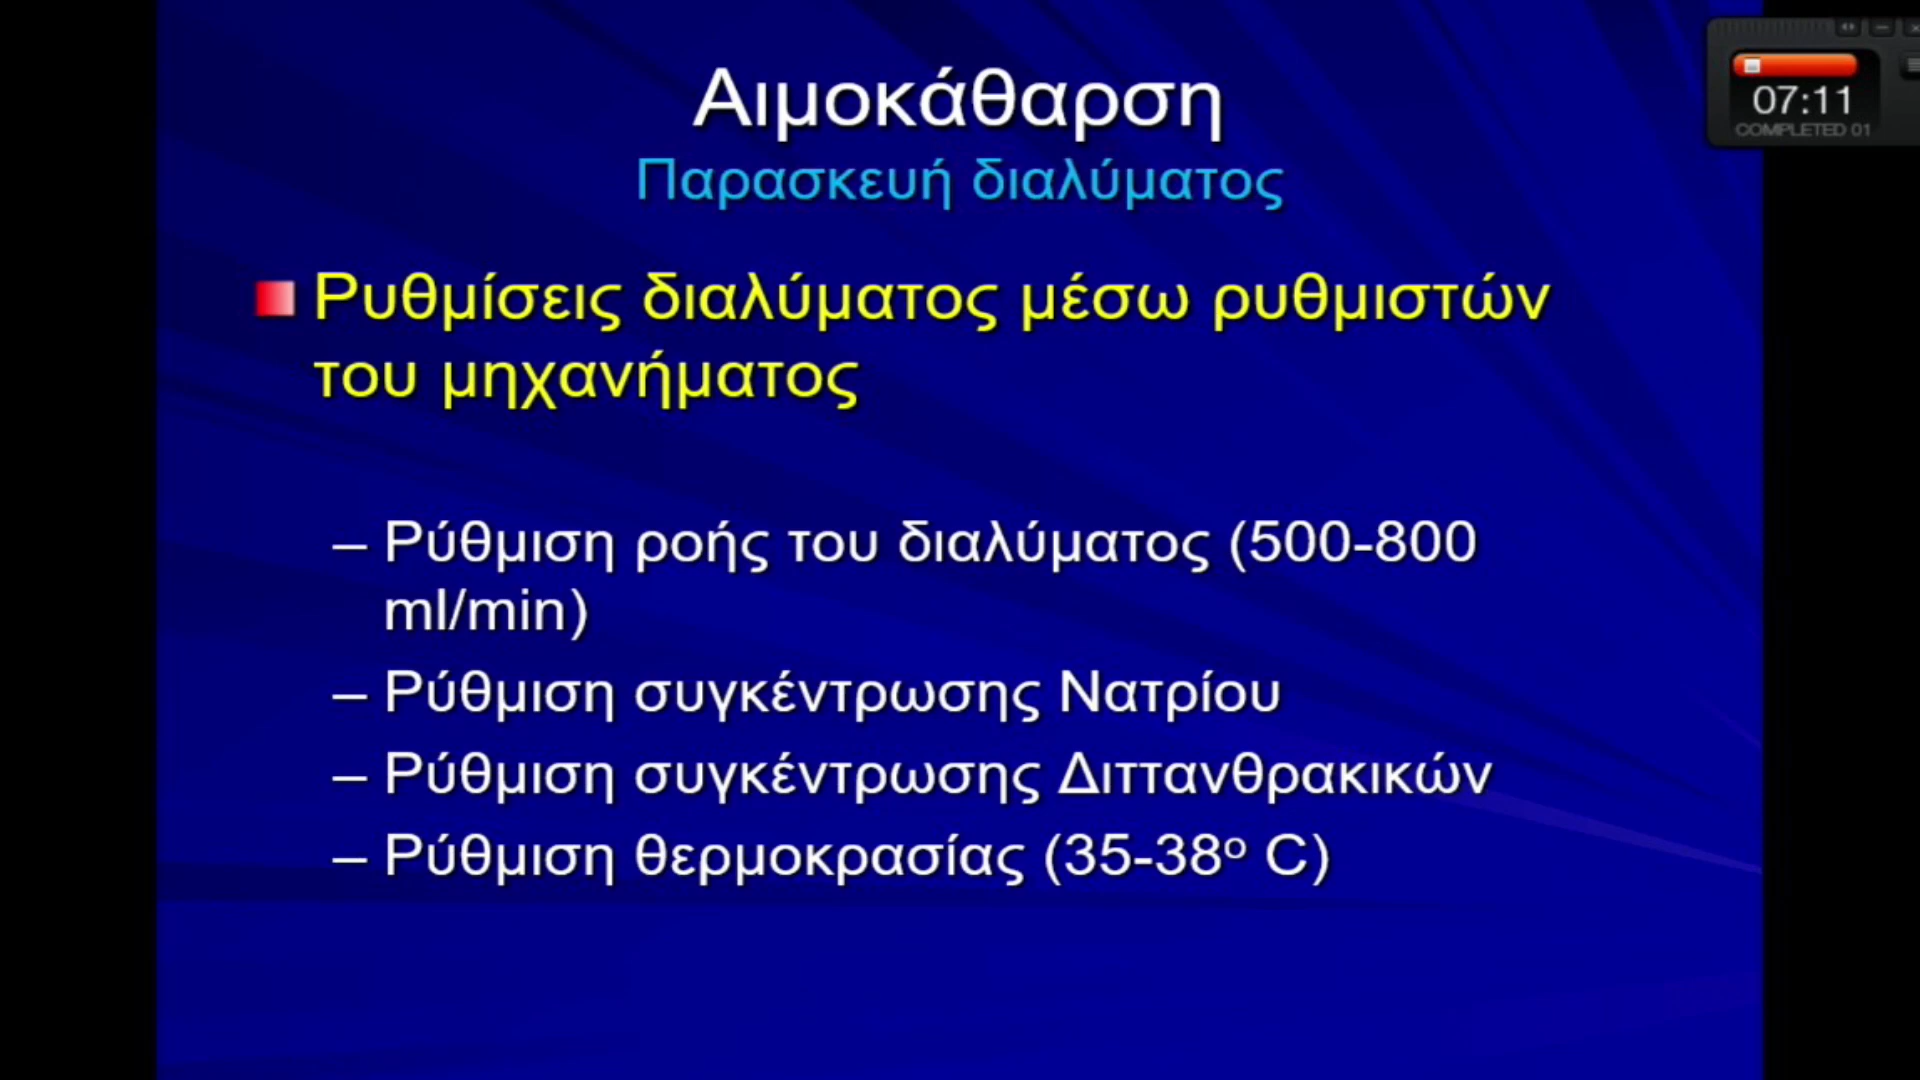 Αιμοκάθαρση
Παρασκευή διαλύματος
Ρυθμίσεις διαλύματος μέσω ρυθμιστών
του μηχανήματος
– Ρύθμιση ροής του διαλύματος (500-800
ml/min)
– Ρύθμιση συγκέντρωσης Νατρίου
– Ρύθμιση συγκέντρωσης Διττανθρακικών
– Ρύθμιση θερμοκρασίας (35-38º C)
07:11
COMPLETED 01